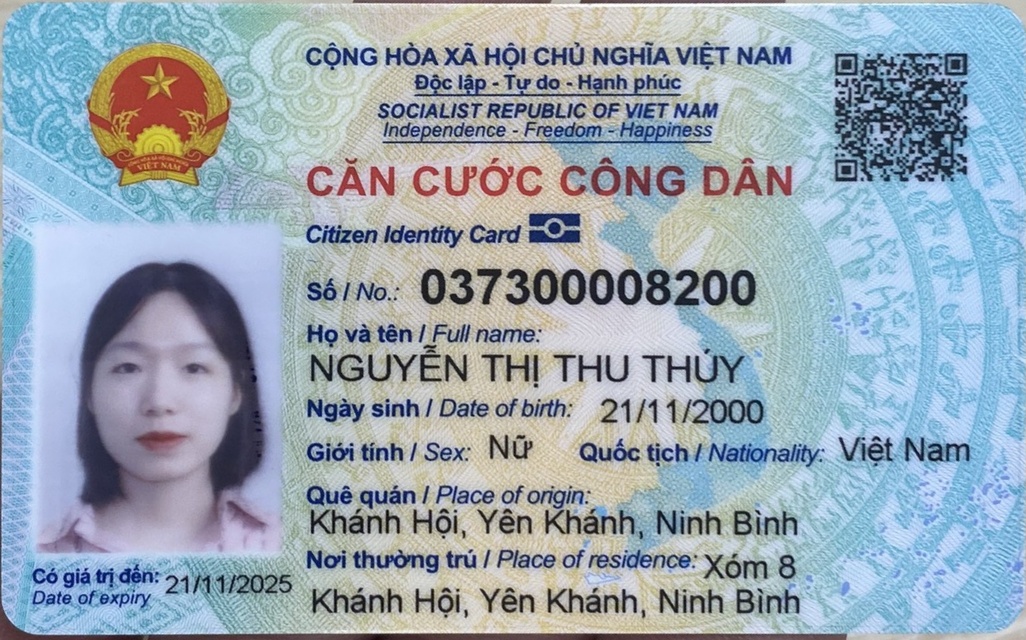 CỘNG HÒA XÃ HỘI CHỦ NGHĨA VIỆT NAM
Độc lập - Tự do - Hạnh phúc
SOCIALIST REPUBLIC OF VIET NAM
Independence - Freedom - Happiness
CĂN CƯỚC CÔNG DÂN
Citizen Identity Card
Số / No.: 037300008200
Họ và tên / Full name:
NGUYỄN THỊ THU THỦY
Ngày sinh / Date of birth: 21/11/2000
Giới tính / Sex: Nữ Quốc tịch / Nationality: Việt Nam
Quê quán / Place of origin:
Khánh Hội, Yên Khánh, Ninh Bình
Nơi thường trú / Place of residence: Xóm 8
Khánh Hội, Yên Khánh, Ninh Bình
Có giá trị đến: 21/11/2025
Date of expiry